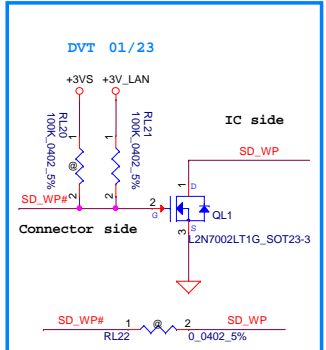 DVT 01/23
+3VS +3V_LAN
RL20
100K_0402_5%
RL21
100K_0402_5%
1
1
@
2
2
IC side
SD_WP
SD_WP#
Connector side
1
D
2
G
QL1
S
3
L2N7002LT1G_SOT23-3
SD_WP#
1
@
2
SD_WP
RL22
0_0402_5%